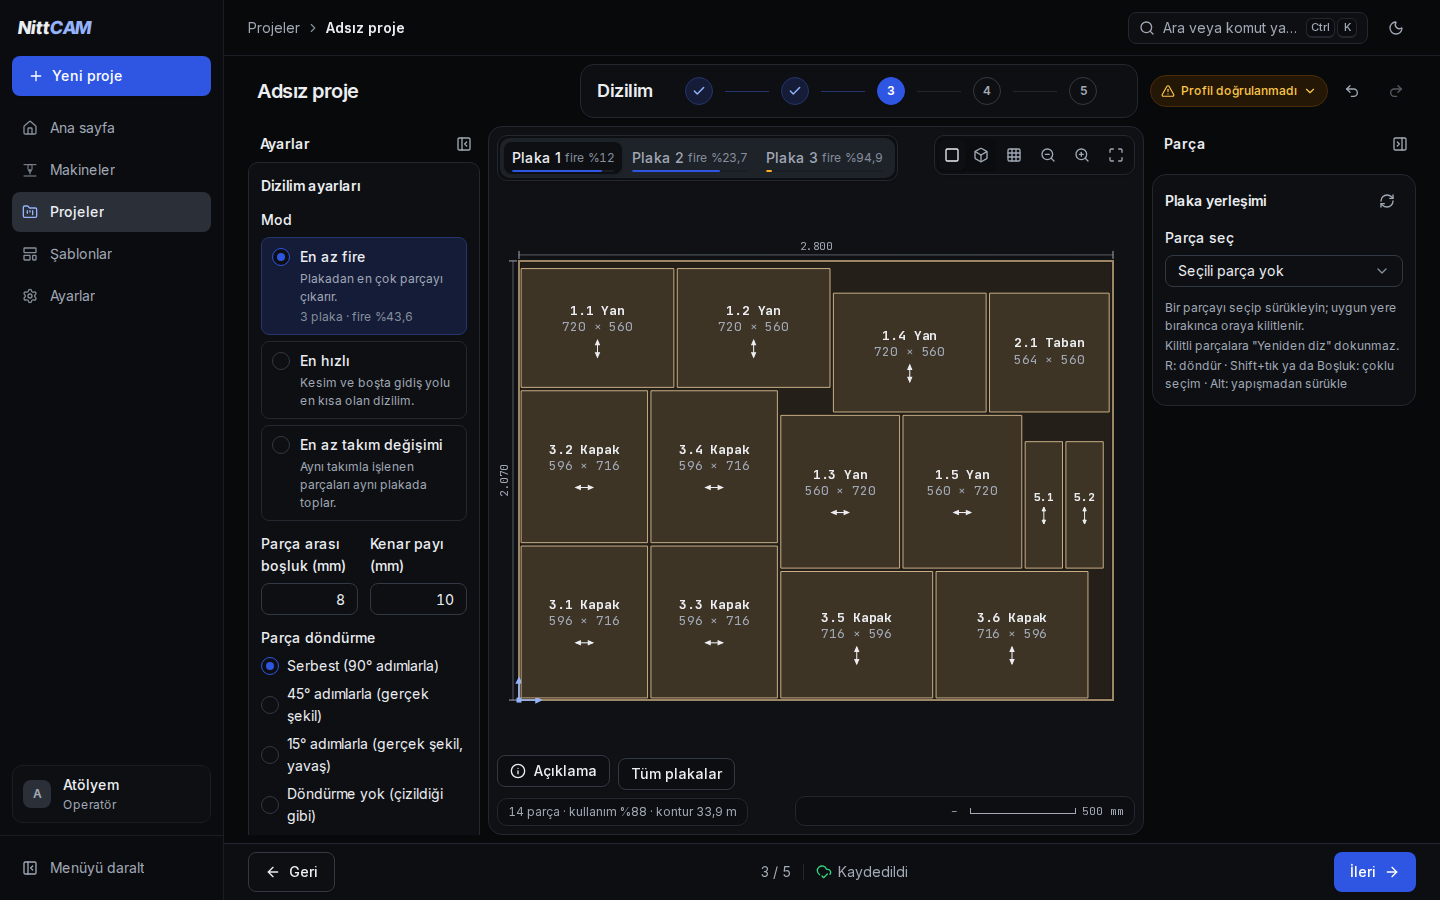 NittCAM
Projeler > Adsız proje
Ara veya komut ya... Ctrl K
Yeni proje
Ana sayfa
Makineler
Projeler
Şablonlar
Ayarlar
Adsız proje
Dizilim
3
4
5
Profil doğrulanmadı
Ayarlar
Dizilim ayarları
Mod
En az fire
Plakadan en çok parçayı
çıkarır.
3 plaka · fire %43,6
En hızlı
Kesim ve boşta gidiş yolu
en kısa olan dizilim.
En az takım değişimi
Aynı takımla işlenen
parçaları aynı plakada
toplar.
Parça arası
boşluk (mm)
Kenar payı
(mm)
8
10
Parça döndürme
Serbest (90° adımlarla)
45° adımlarla (gerçek
şekil)
15° adımlarla (gerçek şekil,
yavaş)
Döndürme yok (çizildiği
gibi)
Plaka 1 fire %12
Plaka 2 fire %23,7
Plaka 3 fire %94,9
2.800
2.070
1.1 Yan
720 × 560
1.2 Yan
720 × 560
1.4 Yan
720 × 560
2.1 Taban
564 × 560
3.2 Kapak
596 × 716
3.4 Kapak
596 × 716
1.3 Yan
560 × 720
1.5 Yan
560 × 720
5.1
5.2
3.1 Kapak
596 × 716
3.3 Kapak
596 × 716
3.5 Kapak
716 × 596
3.6 Kapak
716 × 596
Açıklama
Tüm plakalar
14 parça · kullanım %88 · kontur 33,9 m
– 500 mm
Parça
Plaka yerleşimi
Parça seç
Seçili parça yok
Bir parçayı seçip sürükleyin; uygun yere
bırakınca oraya kilitlenir.
Kilitli parçalara "Yeniden diz" dokunmaz.
R: döndür · Shift+tık ya da Boşluk: çoklu
seçim · Alt: yapışmadan sürükle
A
Atölyem
Operatör
Menüyü daralt
Geri
3 / 5
Kaydedildi
İleri